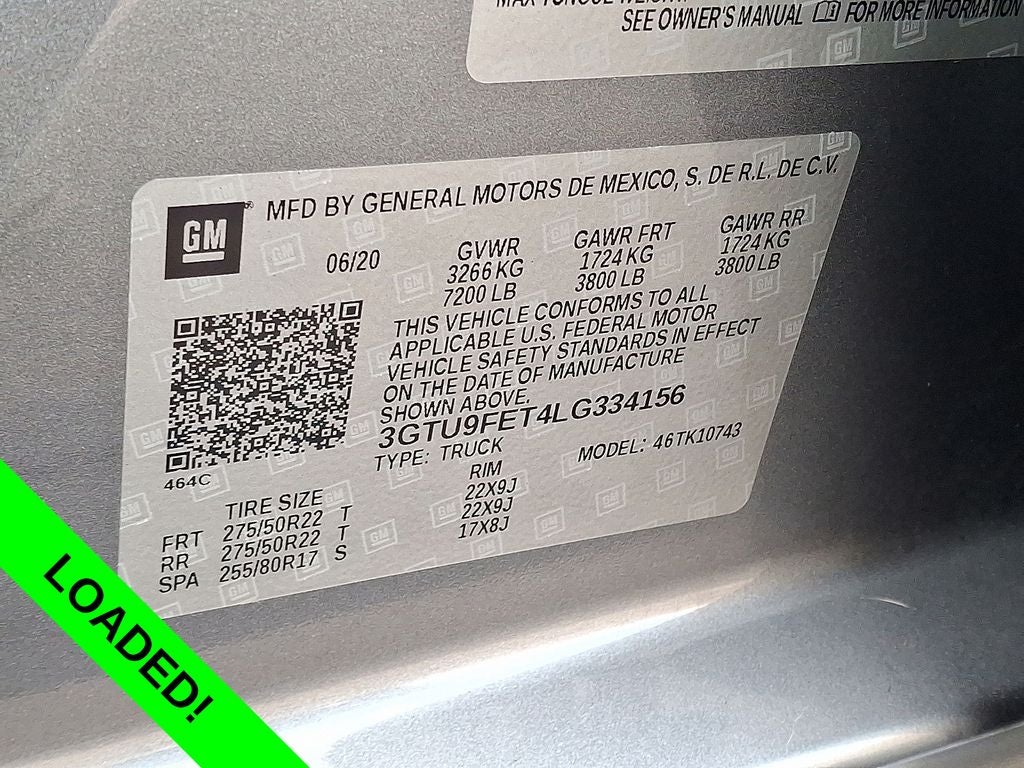 SEE OWNER'S MANUAL FOR MORE INFORMATION
GM
MFD BY GENERAL MOTORS DE MEXICO, S. DE R.L. DE C.V.
06/20
GVWR
3266 KG
7200 LB
GAWR FRT
1724 KG
3800 LB
GAWR RR
1724 KG
3800 LB
THIS VEHICLE CONFORMS TO ALL
APPLICABLE U.S. FEDERAL MOTOR
VEHICLE SAFETY STANDARDS IN EFFECT
ON THE DATE OF MANUFACTURE
SHOWN ABOVE.
3GTU9FET4LG334156
TYPE: TRUCK MODEL: 46TK10743
464C
TIRE SIZE RIM
FRT 275/50R22 T 22X9J
RR 275/50R22 T 22X9J
SPA 255/80R17 S 17X8J
LOADED!